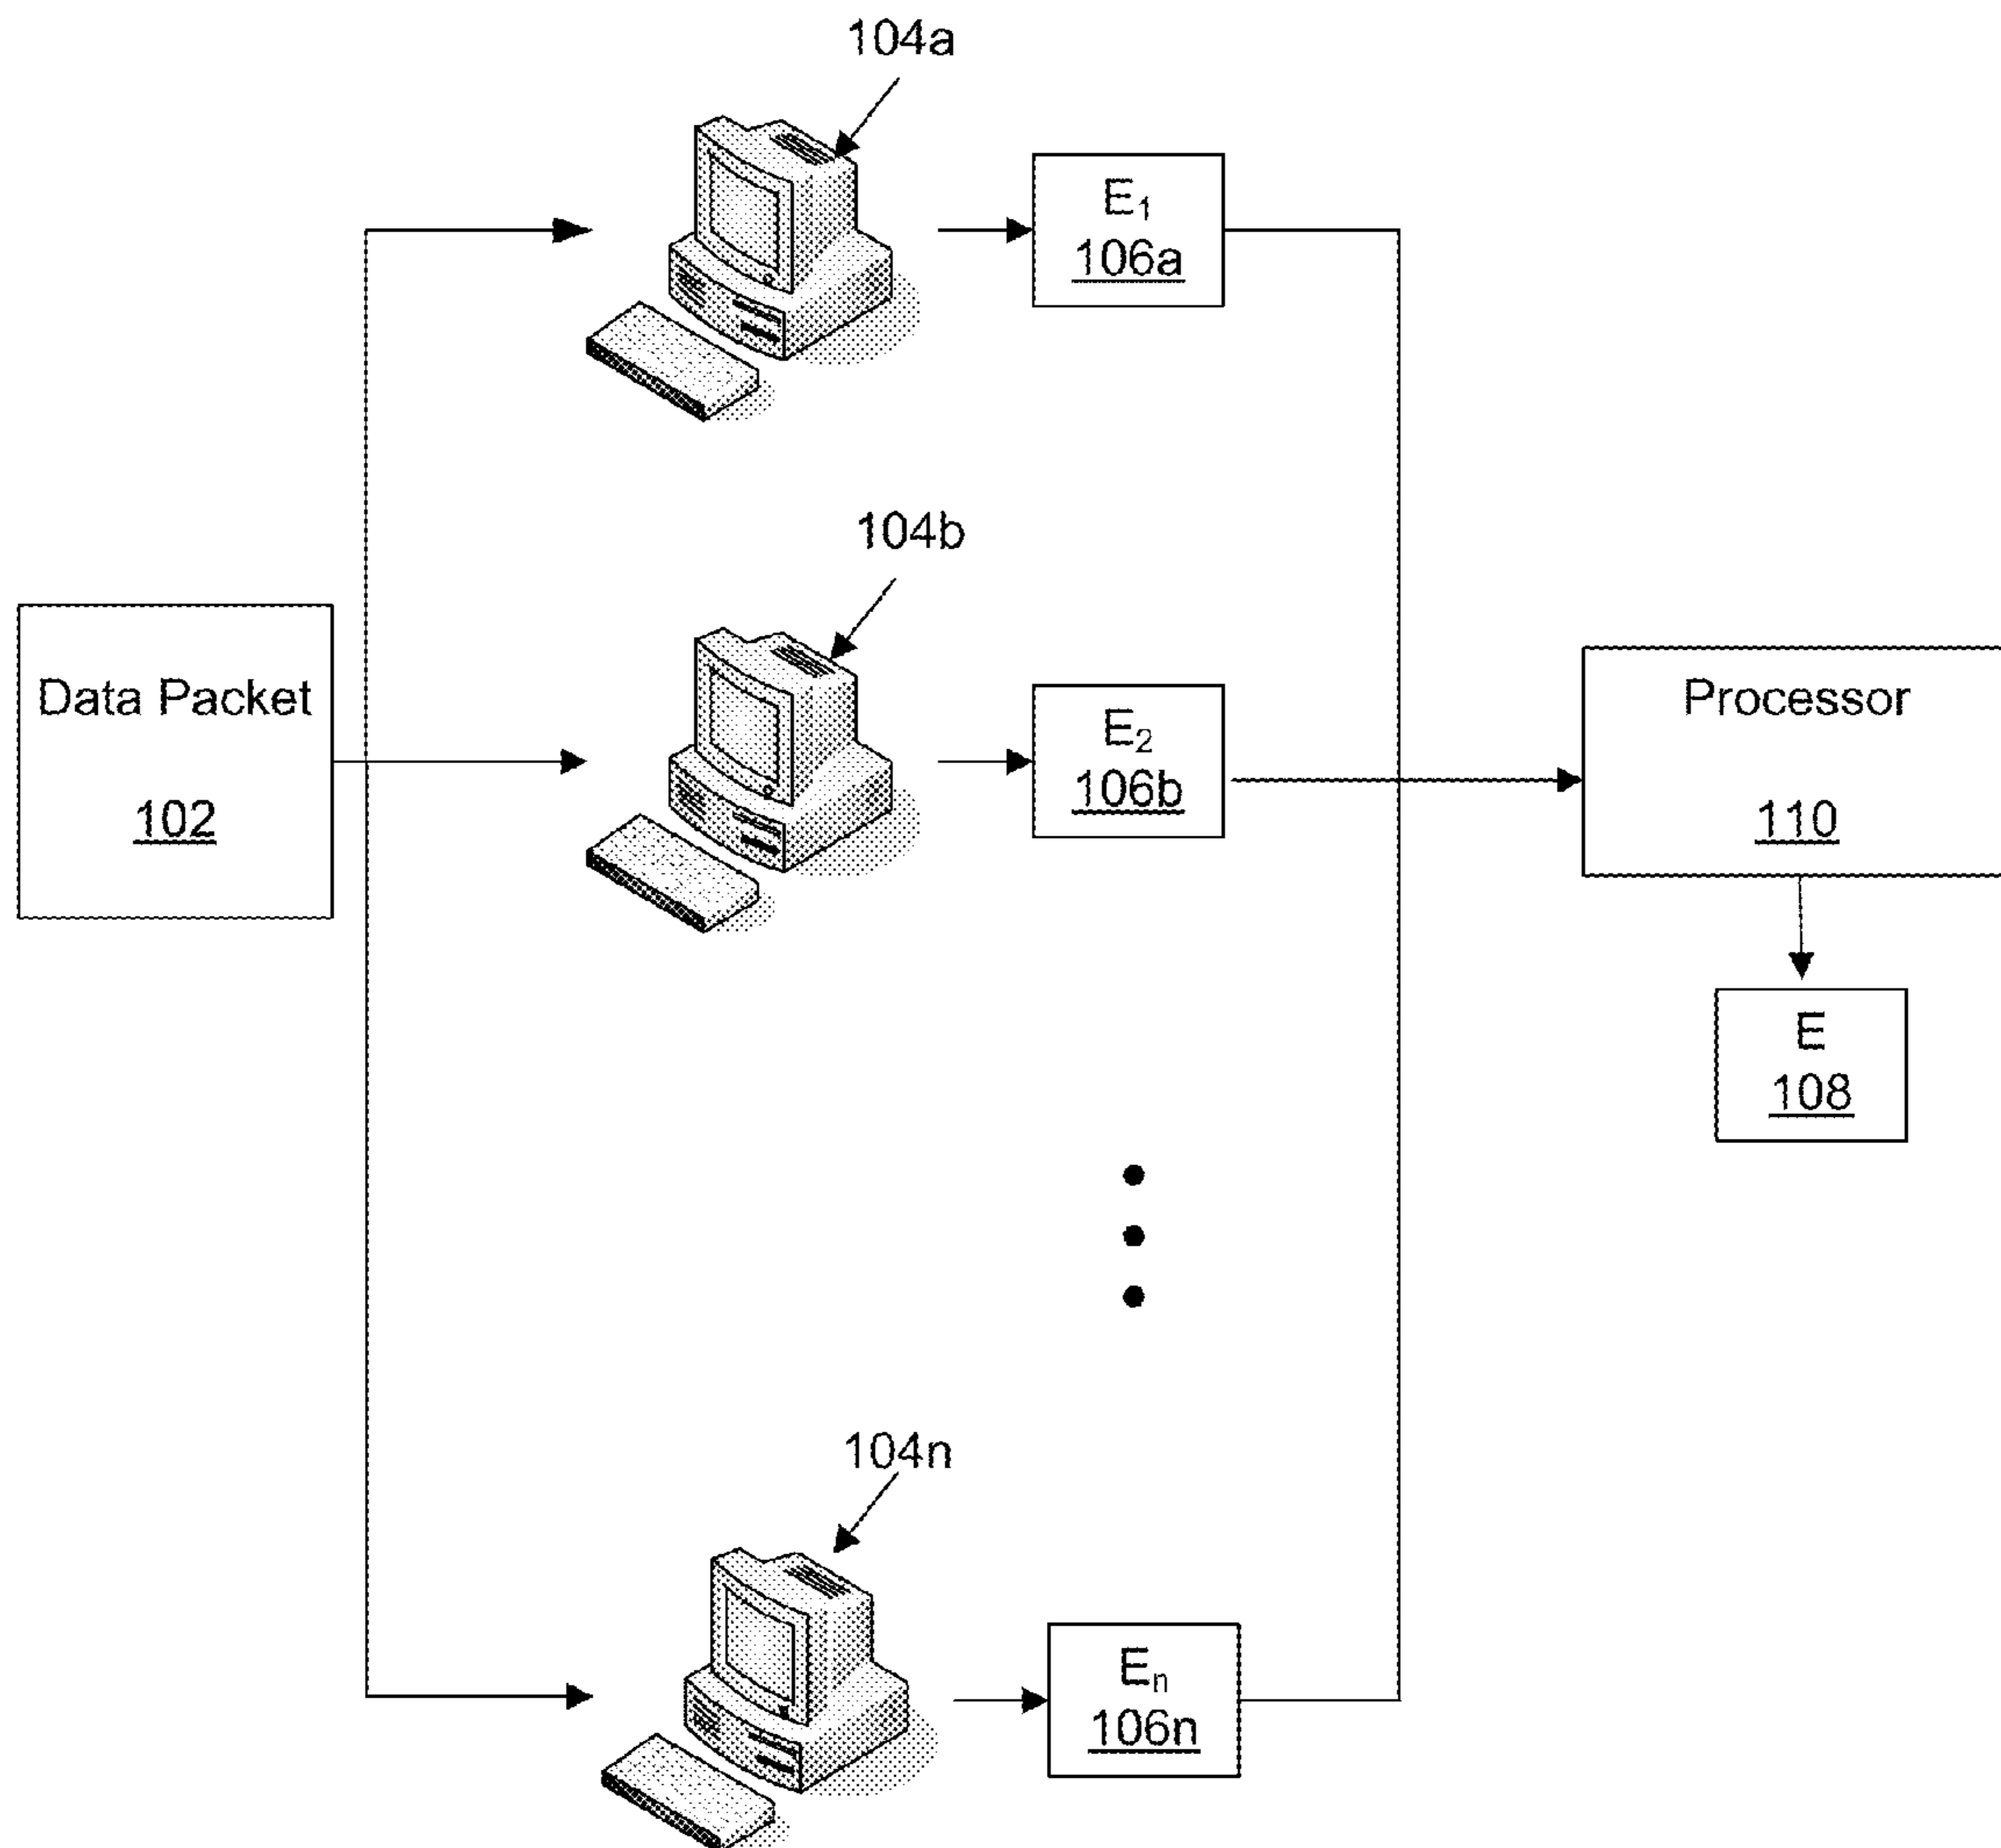 104a
E₁
106a
104b
Data Packet
102
E₂
106b
Processor
110
E
108
104n
Eₙ
106n